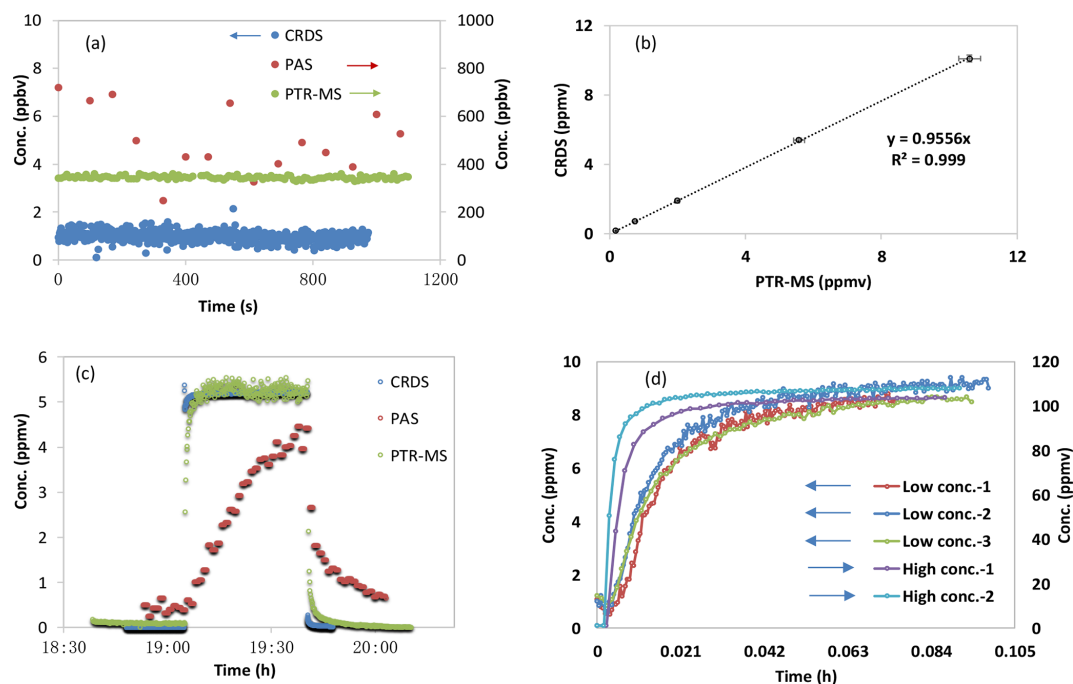 (a)
CRDS
PAS
PTR-MS
10
8
6
4
2
0
Conc. (ppbv)
1000
800
600
400
200
0
Conc. (ppbv)
0 400 800 1200
Time (s)
(b)
12
8
4
0
CRDS (ppmv)
y = 0.9556x
R² = 0.999
0 4 8 12
PTR-MS (ppmv)
(c)
CRDS
PAS
PTR-MS
6
5
4
3
2
1
0
Conc. (ppmv)
18:30 19:00 19:30 20:00
Time (h)
(d)
10
8
6
4
2
0
Conc. (ppmv)
120
100
80
60
40
20
0
Conc. (ppbv)
Low conc.-1
Low conc.-2
Low conc.-3
High conc.-1
High conc.-2
0 0.021 0.042 0.063 0.084 0.105
Time (h)